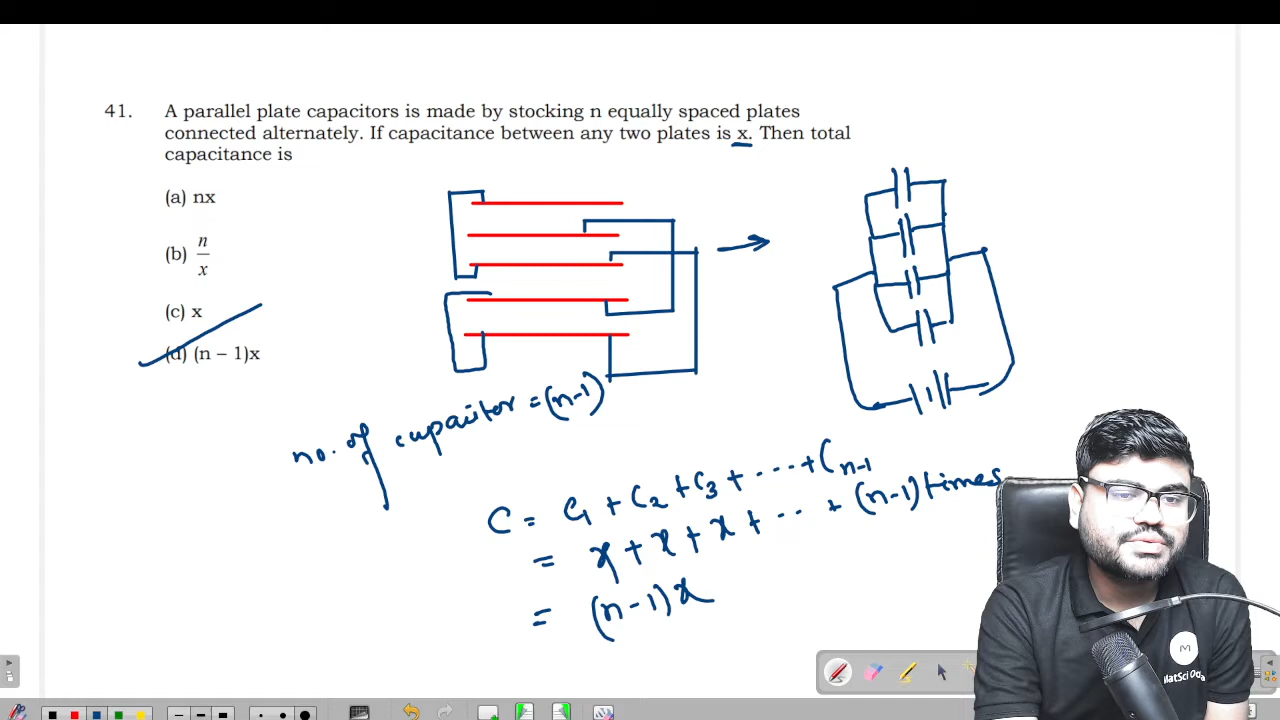 41. A parallel plate capacitors is made by stocking n equally spaced plates
connected alternately. If capacitance between any two plates is x. Then total
capacitance is
(a) nx
(b) n/x
(c) x
(d) (n – 1)x
no. of capacitor = (n-1)
C = C₁ + C₂ + C₃ + ---- + Cₙ₋₁
= x + x + x + -- -- + (n-1) times
= (n-1)x
M